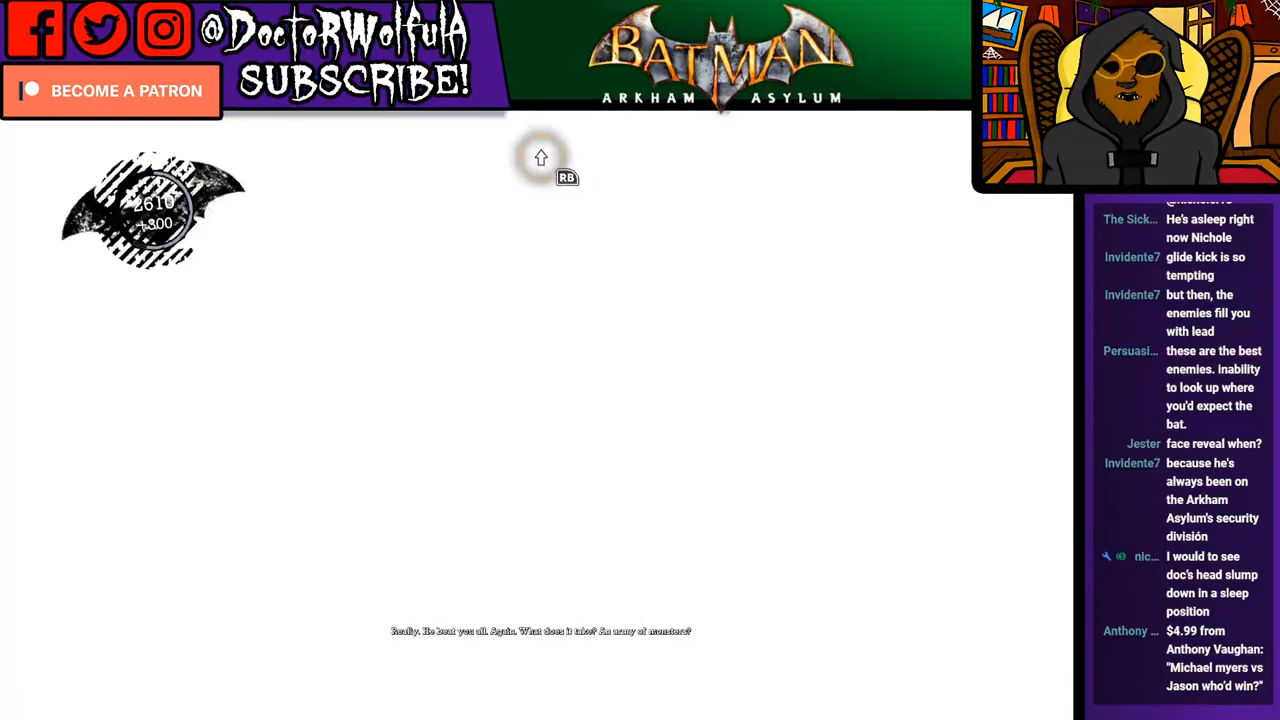 @DoctoRWolfulA
SUBSCRIBE!
BECOME A PATRON
BATMAN
ARKHAM ASYLUM
RB
2610
+300
The Sick... He's asleep right
now Nichole
Invidente7 glide kick is so
tempting
Invidente7 but then, the
enemies fill you
with lead
Persuasi... these are the best
enemies. inability
to look up where
you'd expect the
bat.
Jester face reveal when?
Invidente7 because he's
always been on
the Arkham
Asylum's security
división
nic... I would to see
doc's head slump
down in a sleep
position
Anthony ... $4.99 from
Anthony Vaughan:
"Michael myers vs
Jason who'd win?"
Really. He beat you all. Again. What does it take? An army of monsters?